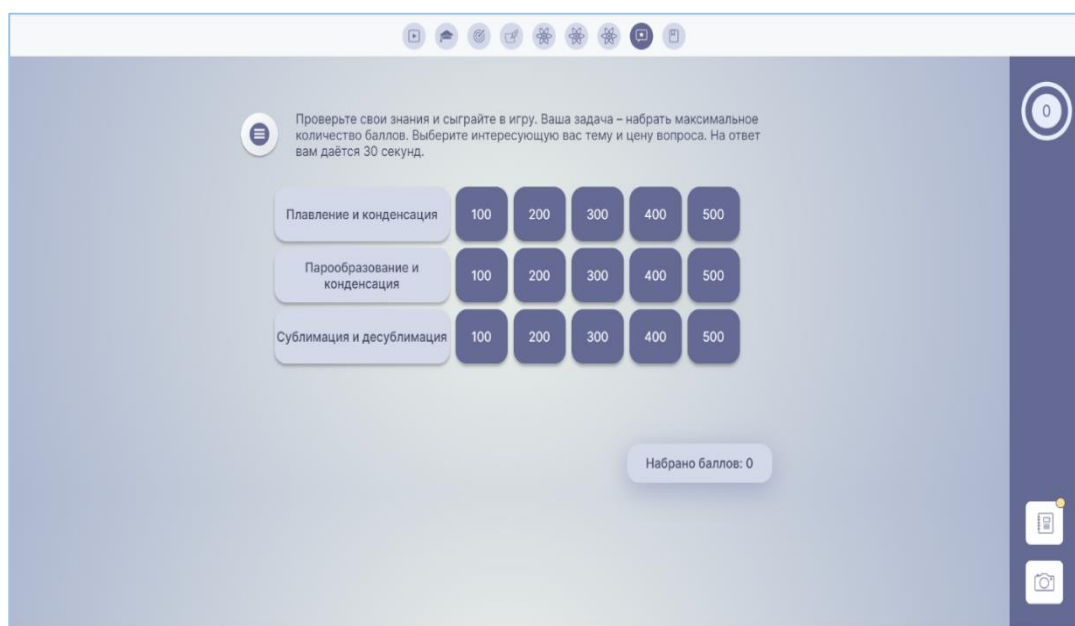 0
Проверьте свои знания и сыграйте в игру. Ваша задача – набрать максимальное
количество баллов. Выберите интересующую вас тему и цену вопроса. На ответ
вам даётся 30 секунд.
Плавление и конденсация 100 200 300 400 500
Парообразование и
конденсация 100 200 300 400 500
Сублимация и десублимация 100 200 300 400 500
Набрано баллов: 0